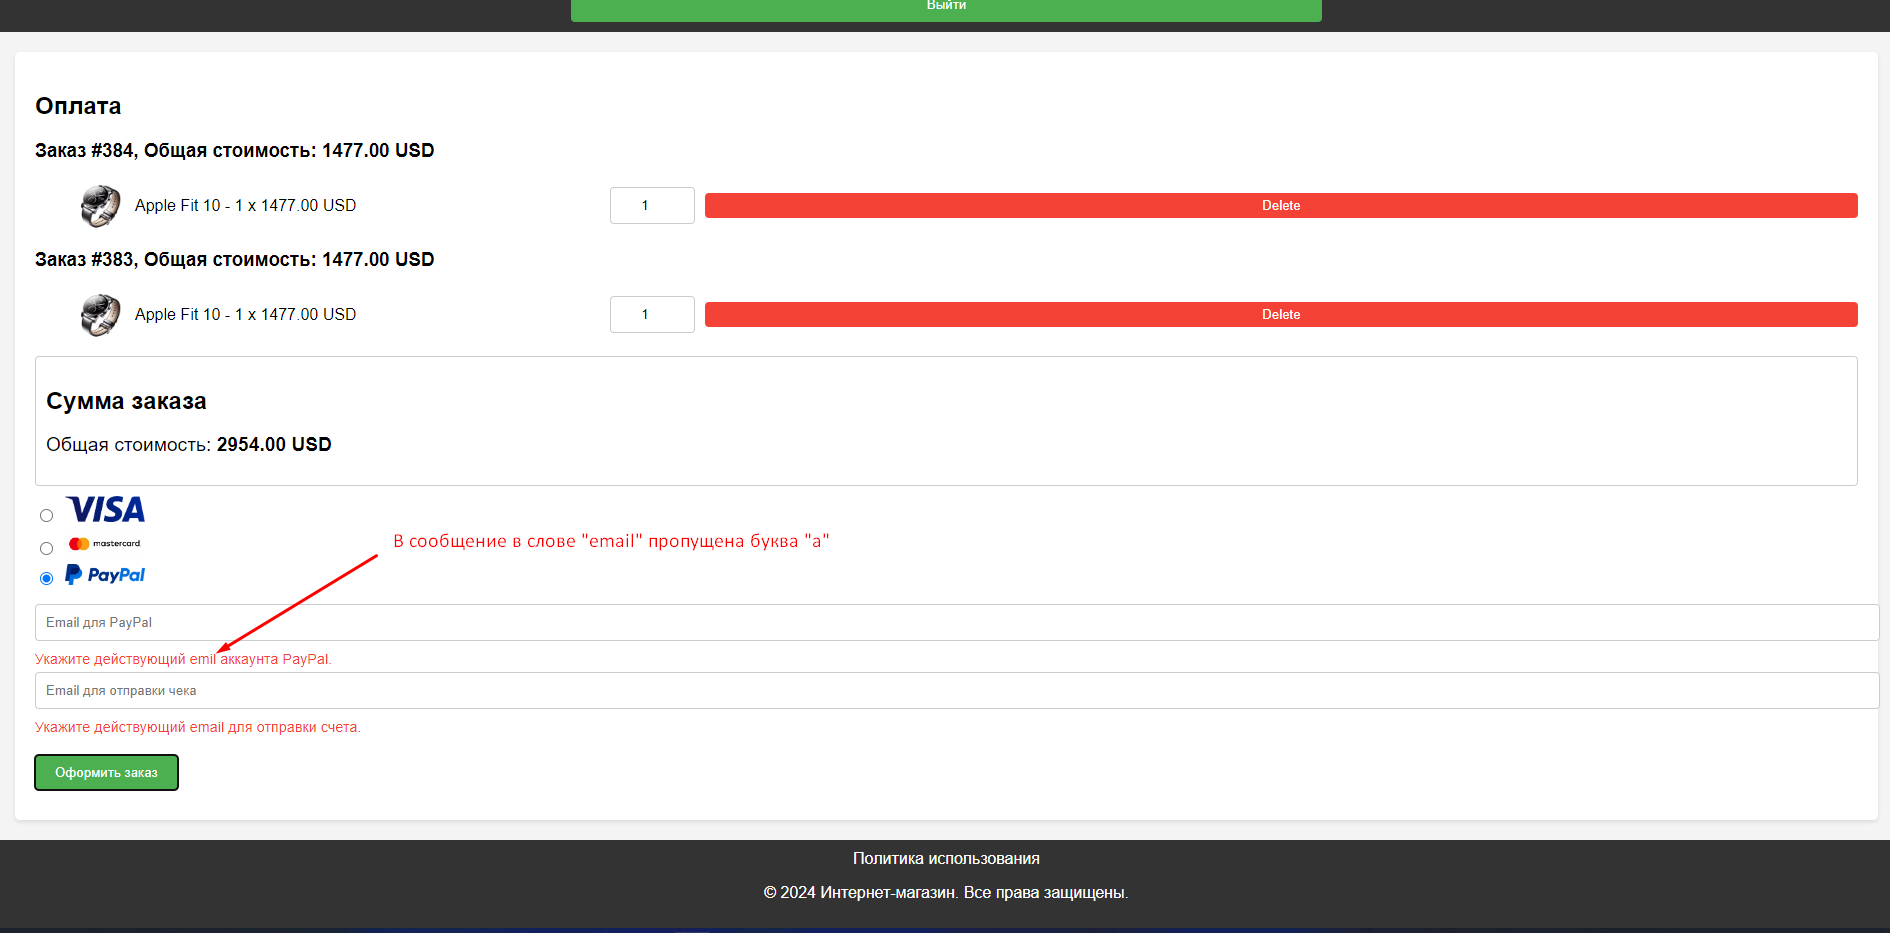 Выйти
Оплата
Заказ #384, Общая стоимость: 1477.00 USD
Apple Fit 10 - 1 x 1477.00 USD 1 Delete
Заказ #383, Общая стоимость: 1477.00 USD
Apple Fit 10 - 1 x 1477.00 USD 1 Delete
Сумма заказа
Общая стоимость: 2954.00 USD
VISA
mastercard
В сообщение в слове "email" пропущена буква "а"
PayPal
Email для PayPal
Укажите действующий emil аккаунта PayPal.
Email для отправки чека
Укажите действующий email для отправки счета.
Оформить заказ
Политика использования
© 2024 Интернет-магазин. Все права защищены.